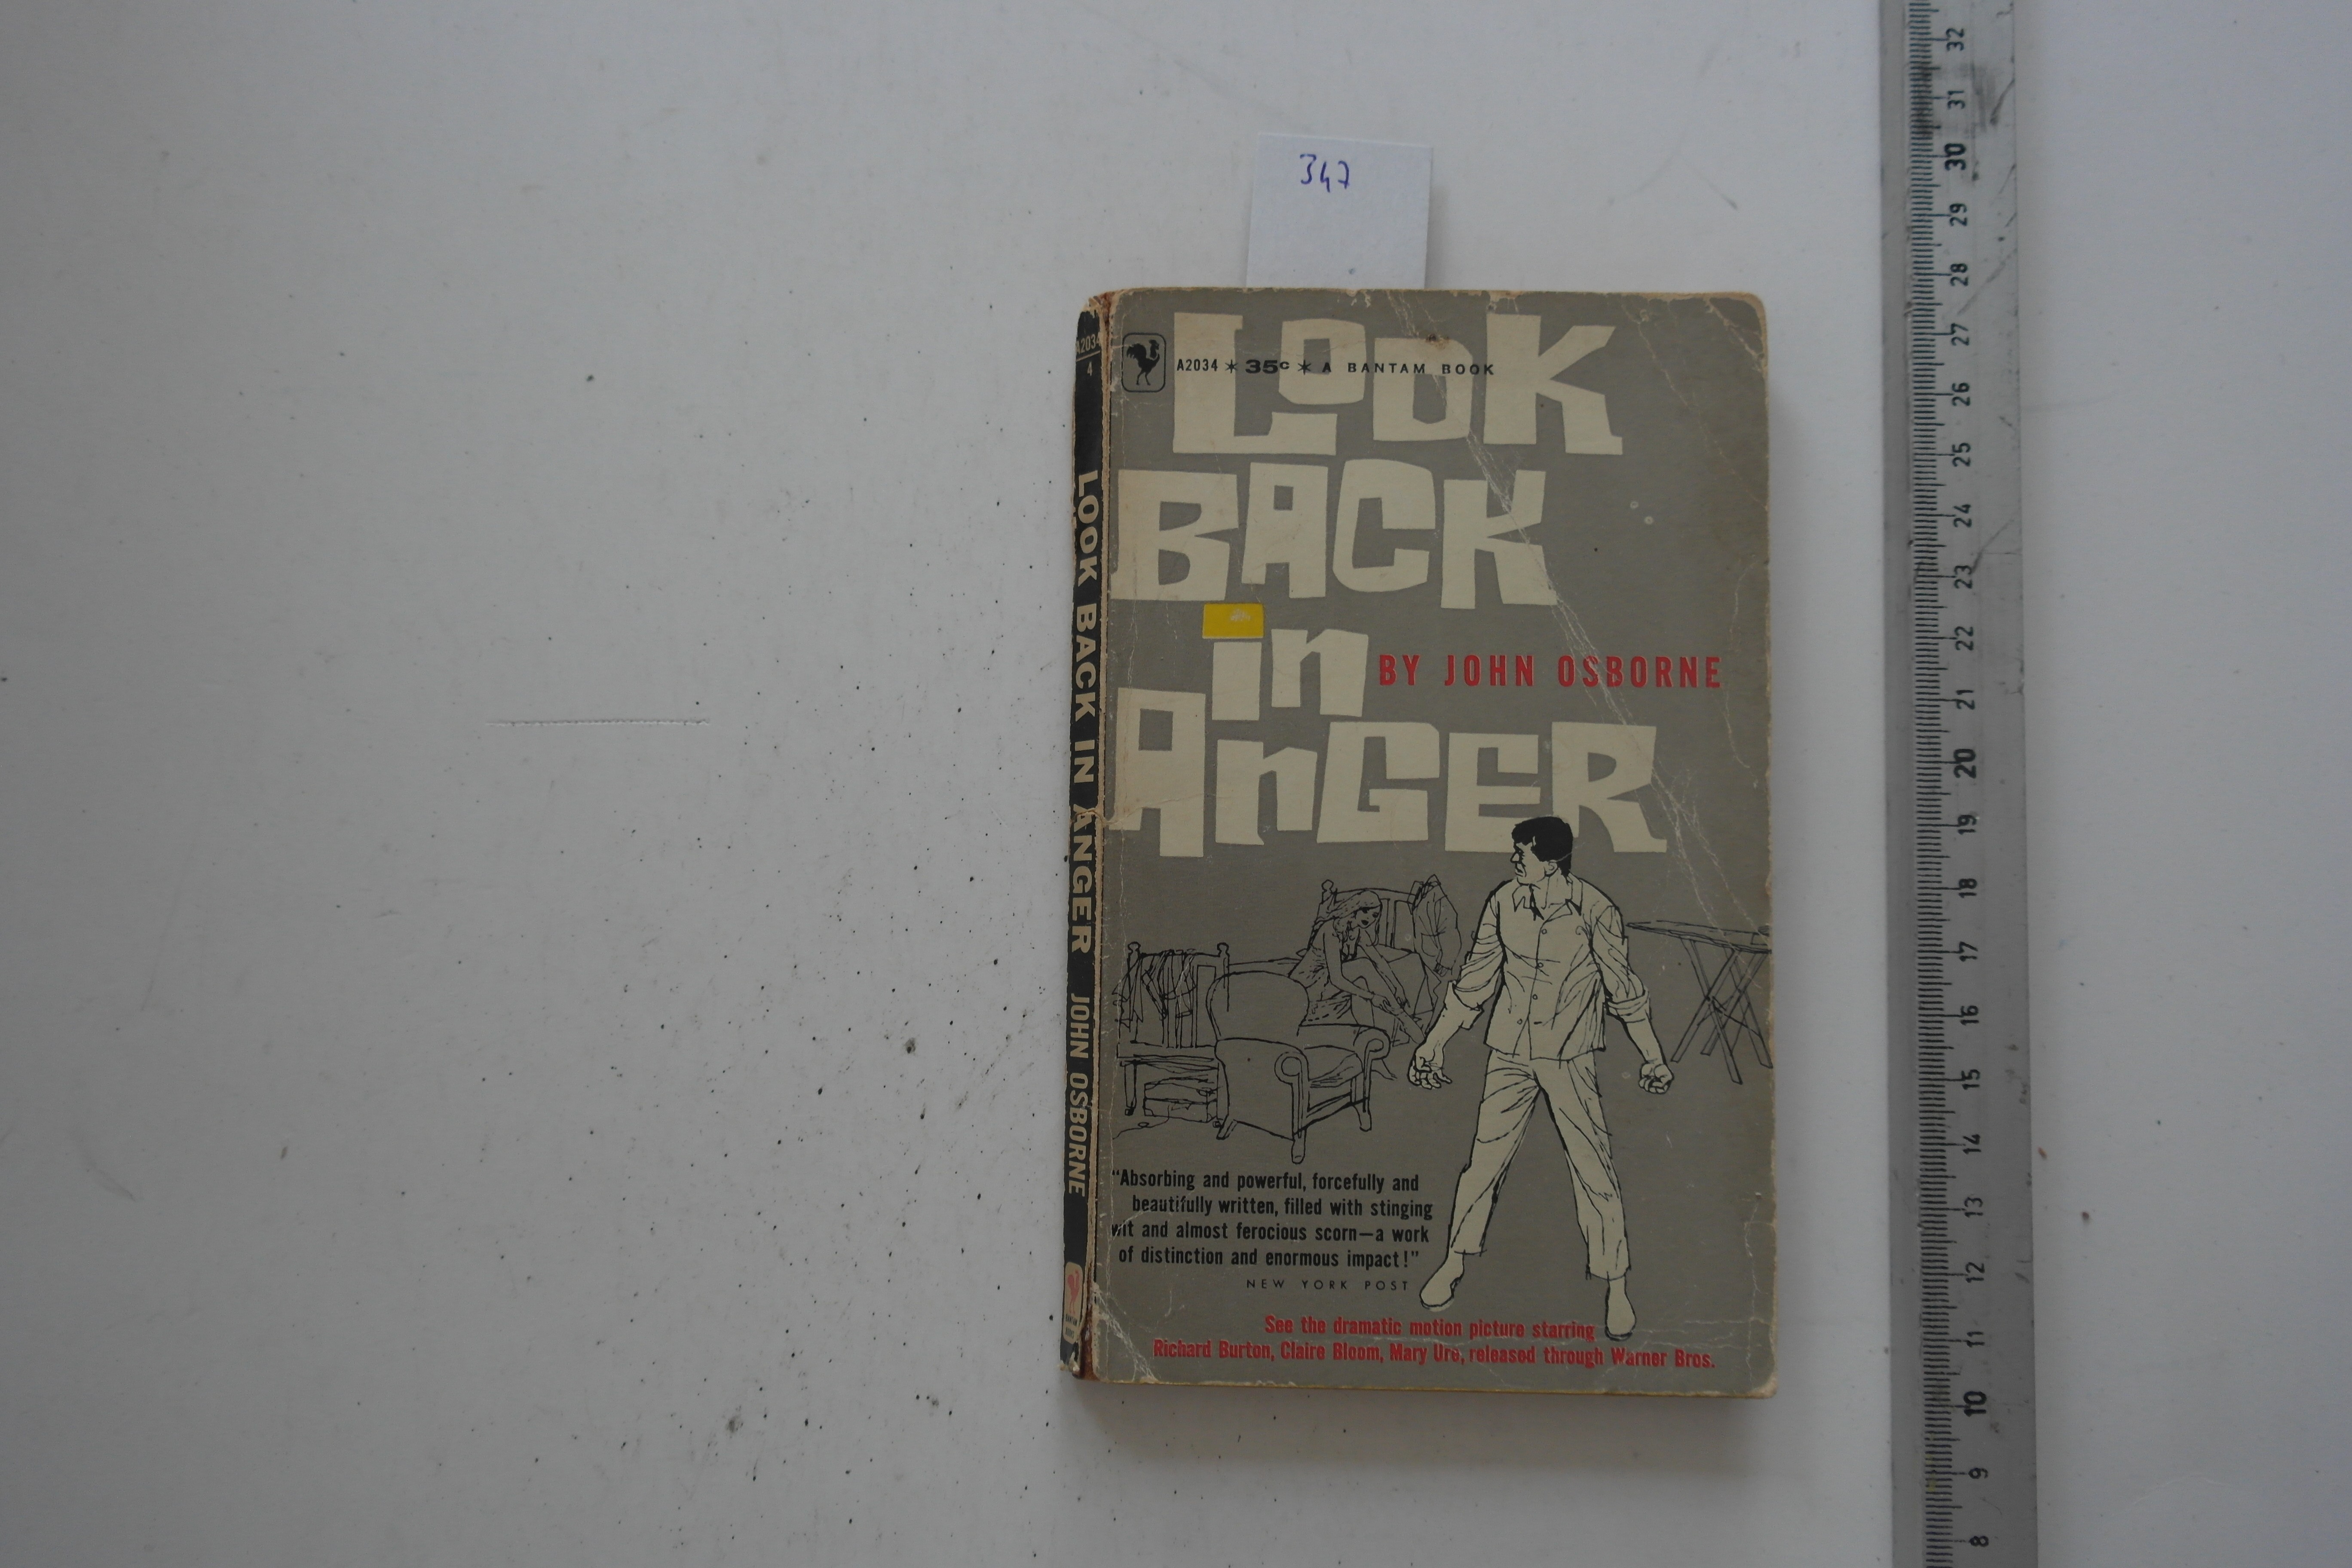 347
A2034 * 35c * A BANTAM BOOK
LOOK
BACK
in
BY JOHN OSBORNE
AnGER
"Absorbing and powerful, forcefully and
beautifully written, filled with stinging
wit and almost ferocious scorn—a work
of distinction and enormous impact!"
NEW YORK POST
See the dramatic motion picture starring
Richard Burton, Claire Bloom, Mary Ure, released through Warner Bros.
A2034
4
LOOK BACK IN ANGER JOHN OSBORNE
32
31
30
29
28
27
26
25
24
23
22
21
20
19
18
17
16
15
14
13
12
11
10
9
8